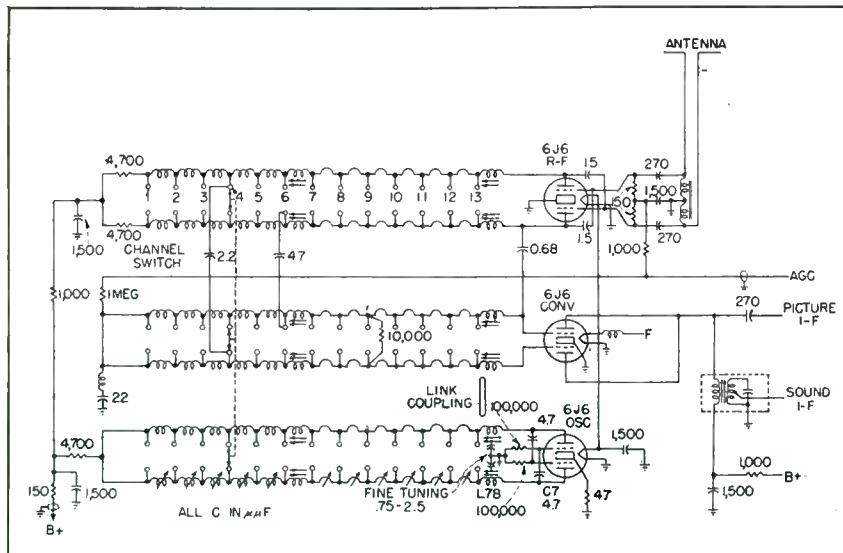 ANTENNA
6J6
R-F
15
270
4,700
1
2
3
4
5
6
7
8
9
10
11
12
13
150
1,500
4,700
1.5
270
1,500
CHANNEL
SWITCH
2.2
47
0.68
1,000
AGC
1,000
1 MEG
6J6
CONV
270
PICTURE
I-F
10,000
F
22
LINK
COUPLING
100,000
4.7
6J6
OSC
SOUND
I-F
4,700
1,500
1,000
B+
150
1,500
FINE TUNING
.75-2.5
L78
100,000
C7
4.7
47
1,500
B+
ALL C IN µµF